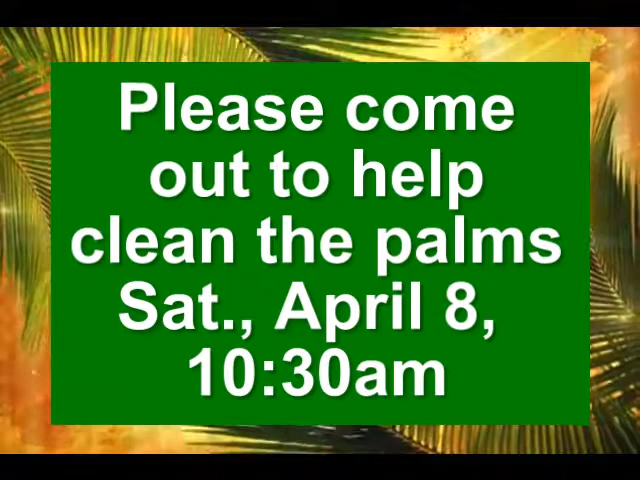 Please come
out to help
clean the palms
Sat., April 8,
10:30am